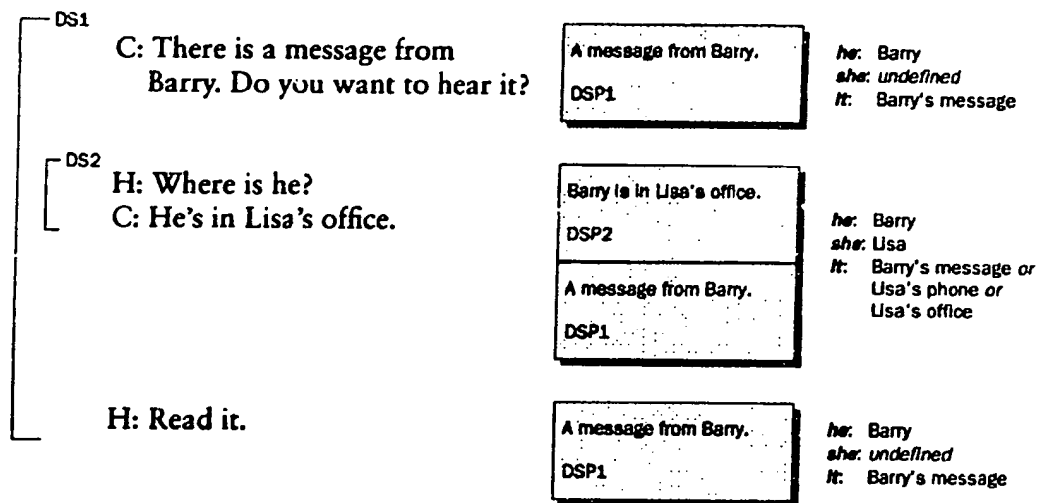 DS1
C: There is a message from
Barry. Do you want to hear it?
A message from Barry.
DSP1
he: Barry
she: undefined
it: Barry's message
DS2
H: Where is he?
C: He's in Lisa's office.
Barry is in Lisa's office.
DSP2
A message from Barry.
DSP1
he: Barry
she: Lisa
it: Barry's message or
Lisa's phone or
Lisa's office
H: Read it.
A message from Barry.
DSP1
he: Barry
she: undefined
it: Barry's message